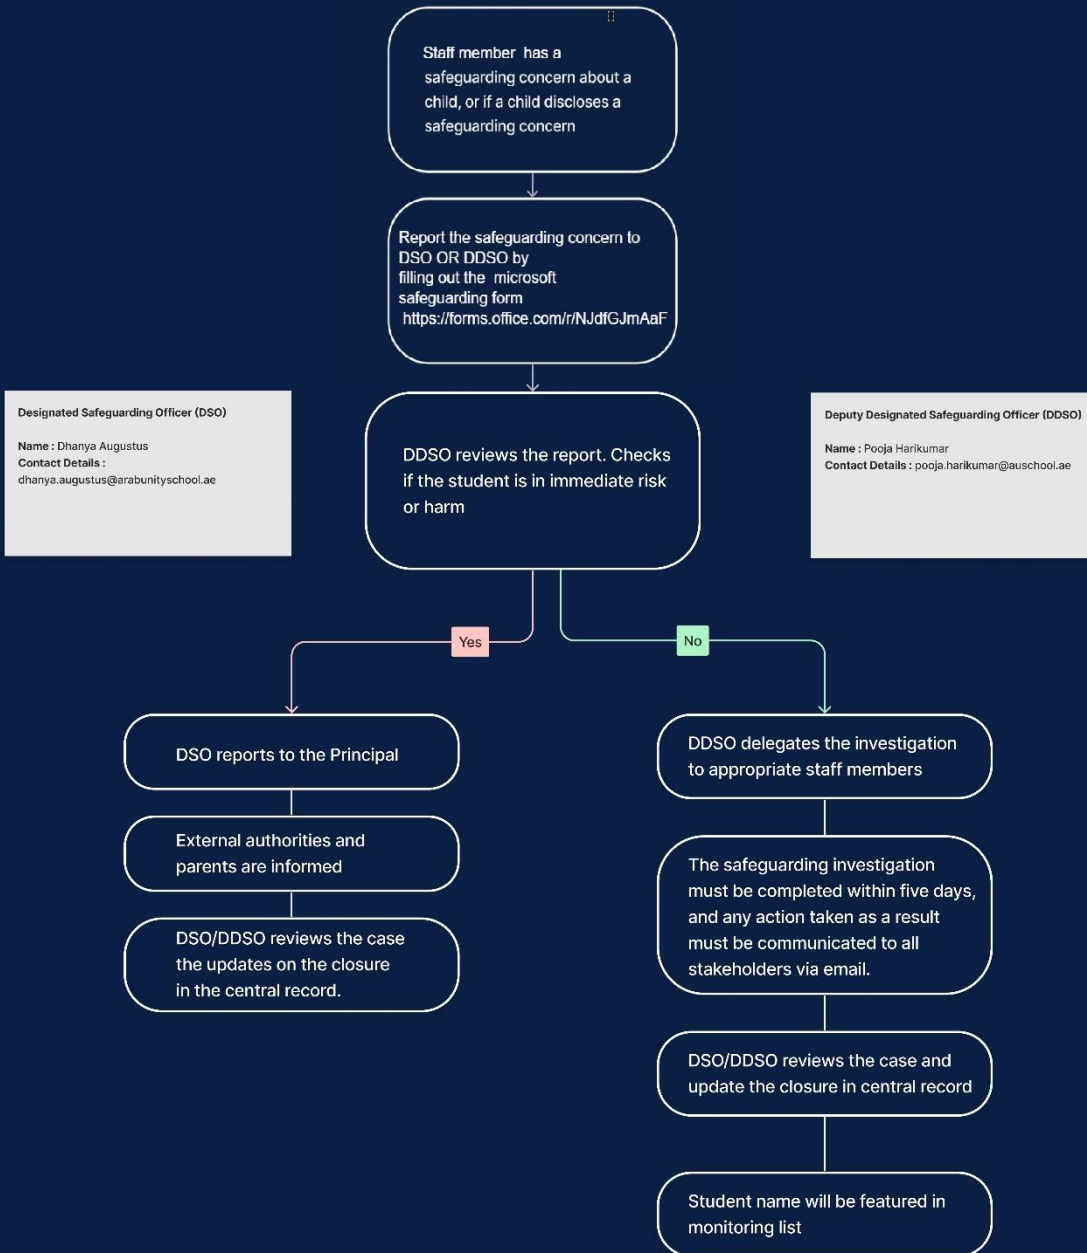 Staff member has a
safeguarding concern about a
child, or if a child discloses a
safeguarding concern
Report the safeguarding concern to
DSO OR DDSO by
filling out the microsoft
safeguarding form
https://forms.office.com/r/NJdfGJmAaF
Designated Safeguarding Officer (DSO)
Name : Dhanya Augustus
Contact Details :
dhanya.augustus@arabunityschool.ae
DDSO reviews the report. Checks
if the student is in immediate risk
or harm
Deputy Designated Safeguarding Officer (DDSO)
Name : Pooja Harikumar
Contact Details : pooja.harikumar@auschool.ae
Yes
No
DSO reports to the Principal
External authorities and
parents are informed
DSO/DDSO reviews the case
the updates on the closure
in the central record.
DDSO delegates the investigation
to appropriate staff members
The safeguarding investigation
must be completed within five days,
and any action taken as a result
must be communicated to all
stakeholders via email.
DSO/DDSO reviews the case and
update the closure in central record
Student name will be featured in
monitoring list